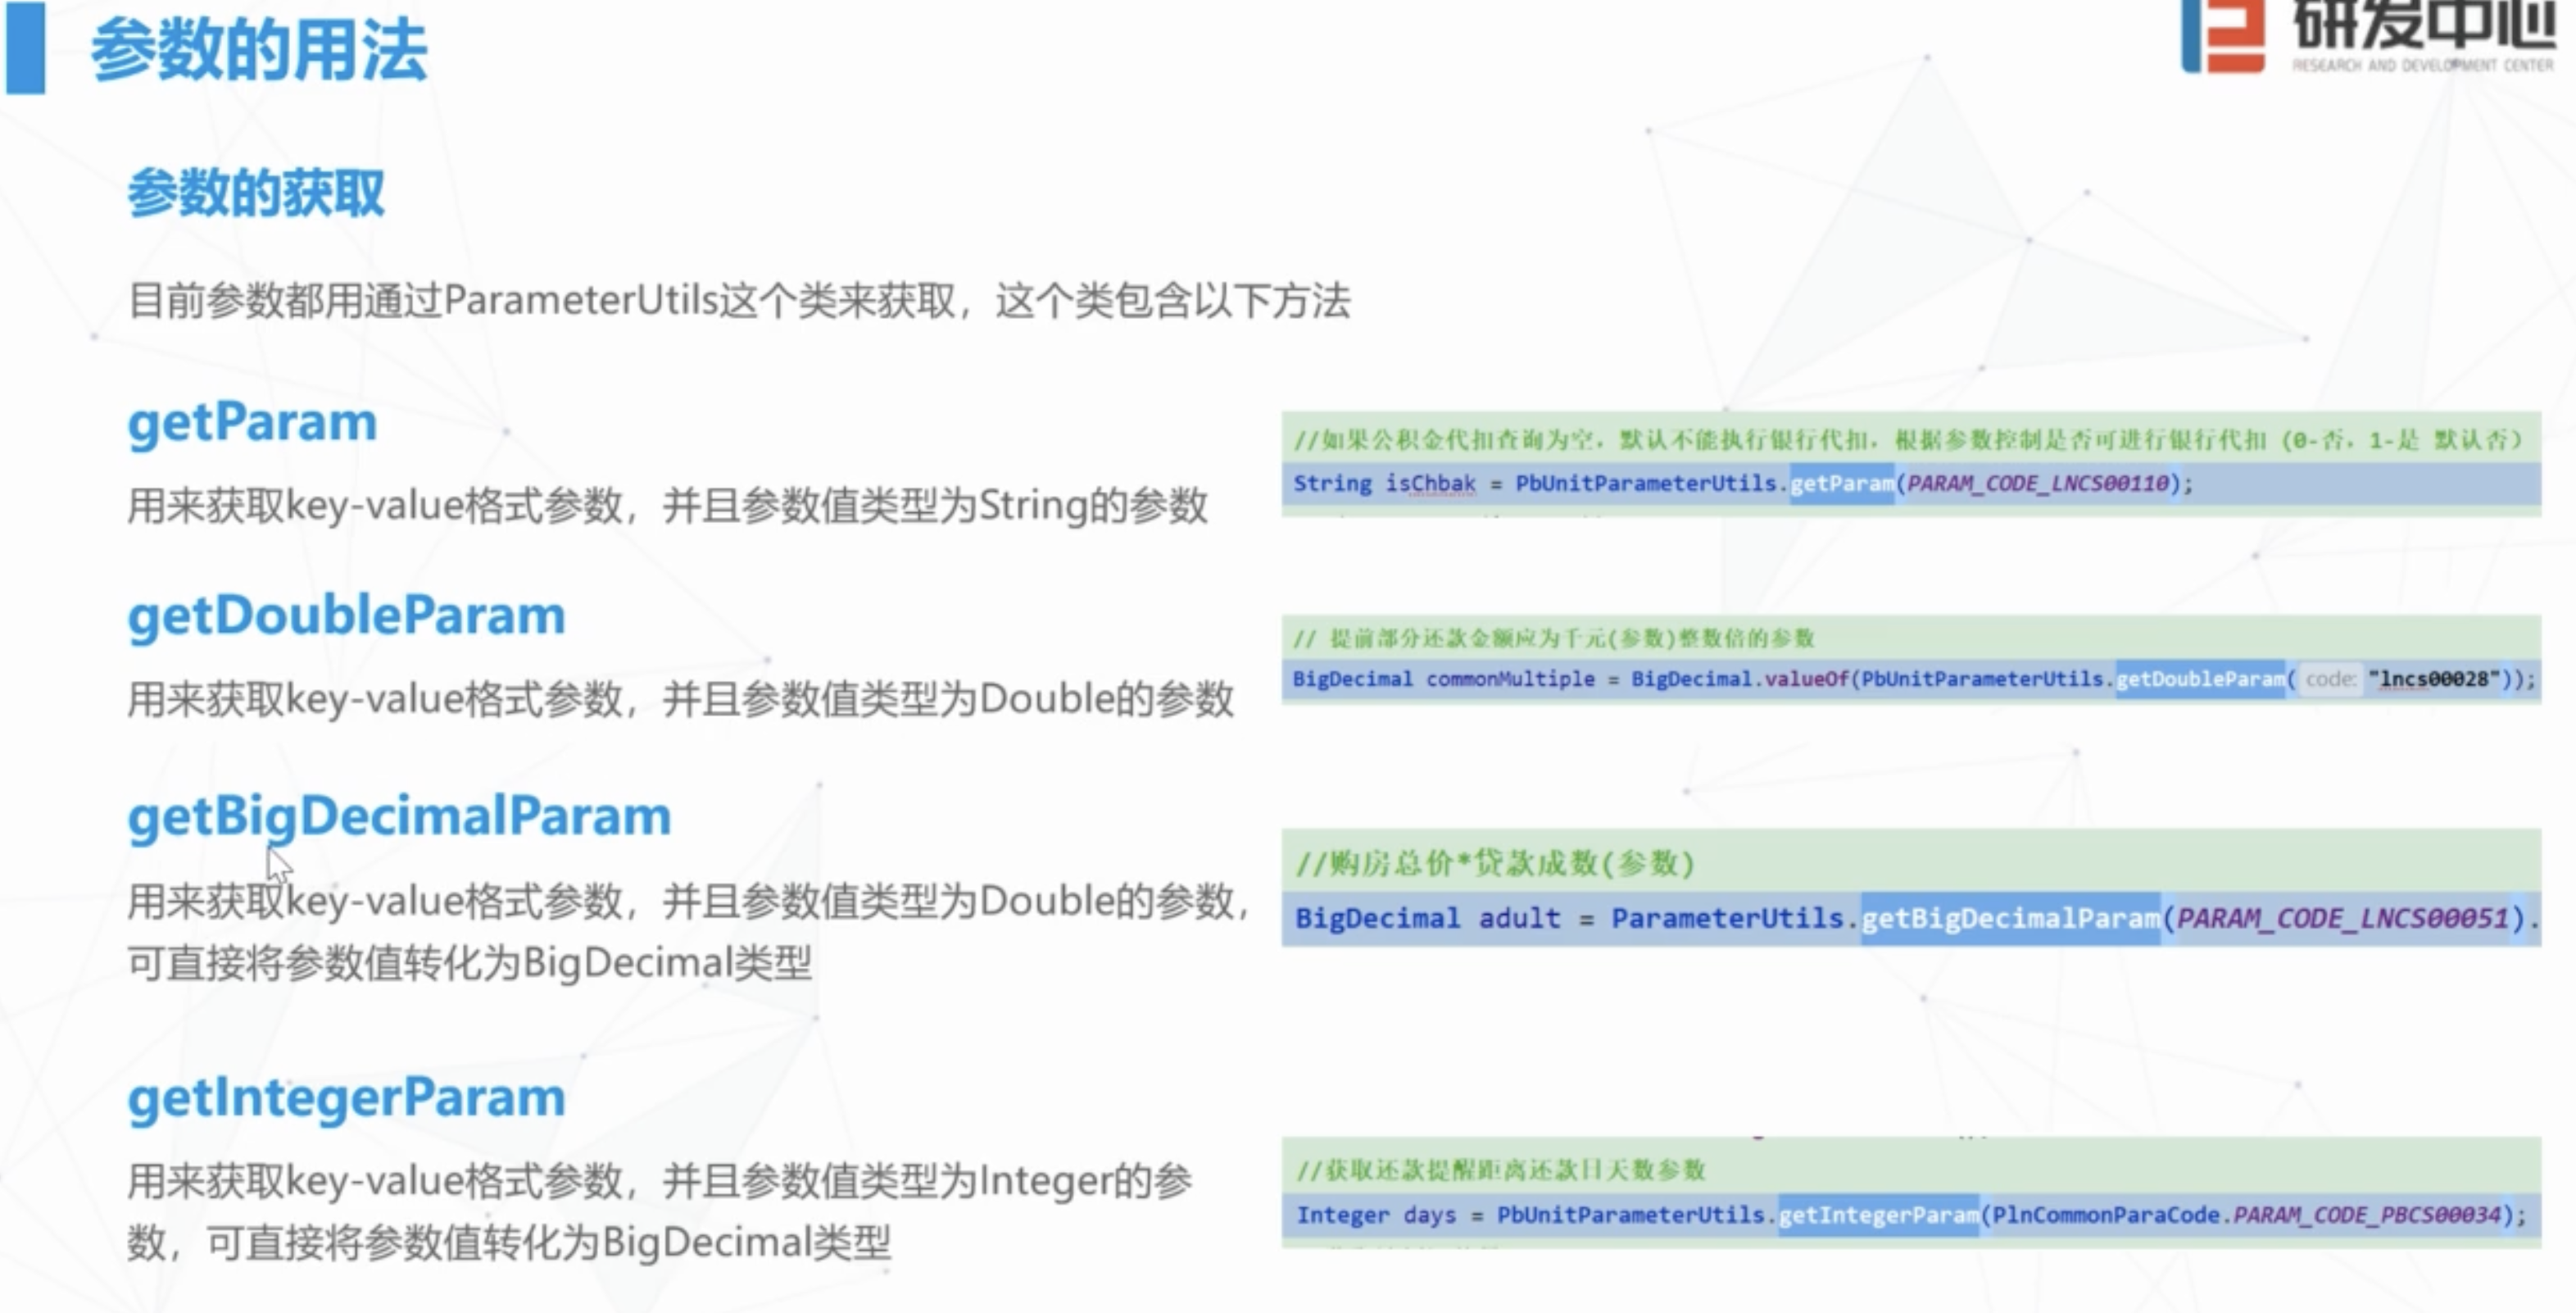 参数的用法
研发中心
RESEARCH AND DEVELOPMENT CENTER
参数的获取
目前参数都用通过ParameterUtils这个类来获取，这个类包含以下方法
getParam
用来获取key-value格式参数，并且参数值类型为String的参数
//如果公积金代扣查询为空，默认不能执行银行代扣，根据参数控制是否可进行银行代扣（0-否，1-是 默认否）
String isChbak = PbUnitParameterUtils.getParam(PARAM_CODE_LNCS00110);
getDoubleParam
用来获取key-value格式参数，并且参数值类型为Double的参数
// 提前部分还款金额应为千元(参数)整数倍的参数
BigDecimal commonMultiple = BigDecimal.valueOf(PbUnitParameterUtils.getDoubleParam( code: "lncs00028"));
getBigDecimalParam
用来获取key-value格式参数，并且参数值类型为Double的参数，
可直接将参数值转化为BigDecimal类型
//购房总价*贷款成数(参数)
BigDecimal adult = ParameterUtils.getBigDecimalParam(PARAM_CODE_LNCS00051).
getIntegerParam
用来获取key-value格式参数，并且参数值类型为Integer的参
数，可直接将参数值转化为BigDecimal类型
//获取还款提醒距离还款日天数参数
Integer days = PbUnitParameterUtils.getIntegerParam(PlnCommonParaCode.PARAM_CODE_PBCS00034);